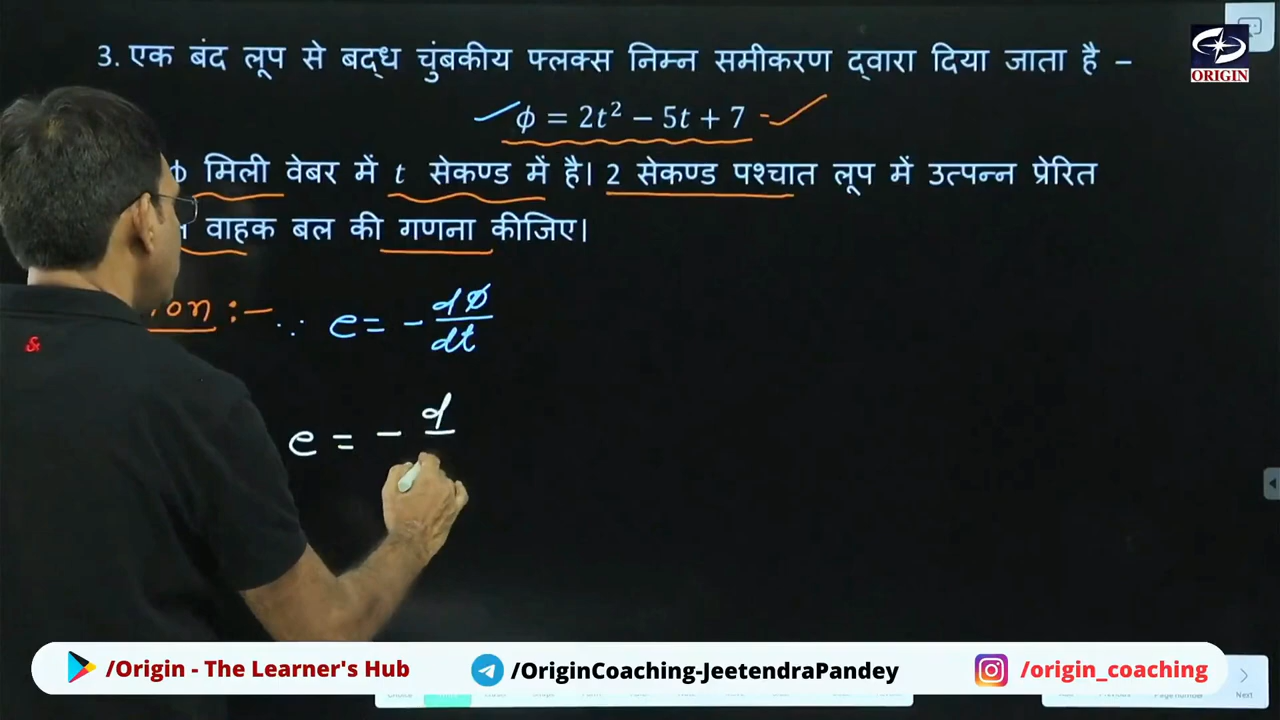 ORIGIN
3. एक बंद लूप से बद्ध चुंबकीय फ्लक्स निम्न समीकरण द्वारा दिया जाता है –
ϕ = 2t² − 5t + 7
ϕ मिली वेबर में t सेकण्ड में है। 2 सेकण्ड पश्चात लूप में उत्पन्न प्रेरित
वाहक बल की गणना कीजिए।
:– ∵ e = - dϕ/dt
e = - d
/Origin - The Learner's Hub /OriginCoaching-JeetendraPandey /origin_coaching
Next